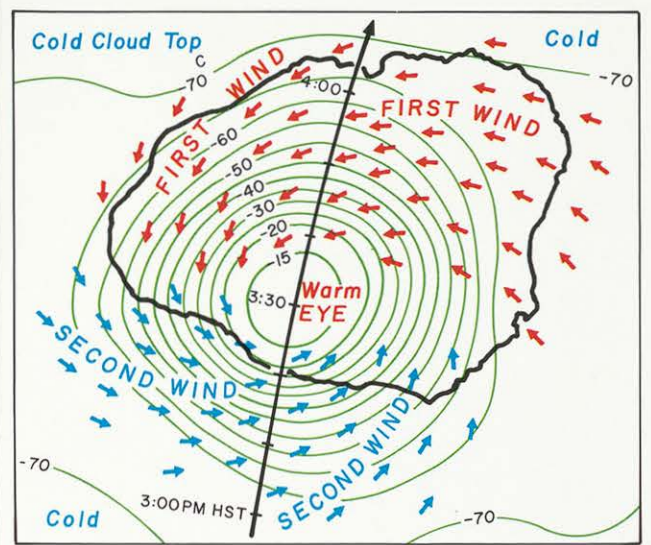 Cold Cloud Top
Cold
C
-70
-70
FIRST WIND
4:00
FIRST WIND
-60
-50
-40
-30
-20
-15
3:30
Warm
EYE
SECOND WIND
SECOND WIND
-70
3:00PM HST
-70
Cold